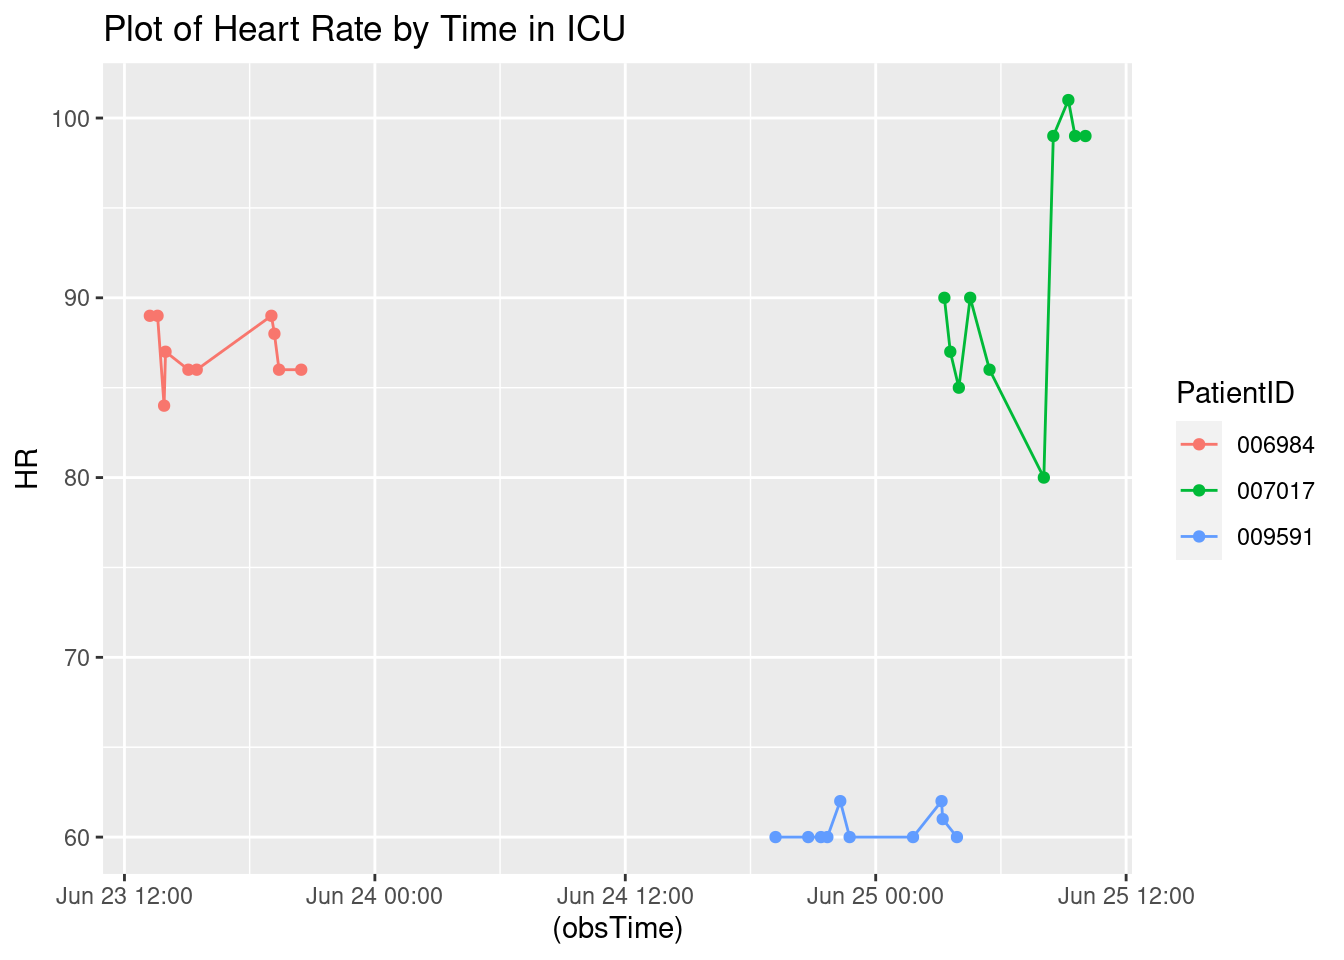 Plot of Heart Rate by Time in ICU
HR
100
90
80
70
60
Jun 23 12:00 Jun 24 00:00 Jun 24 12:00 Jun 25 00:00 Jun 25 12:00
(obsTime)
PatientID
006984
007017
009591